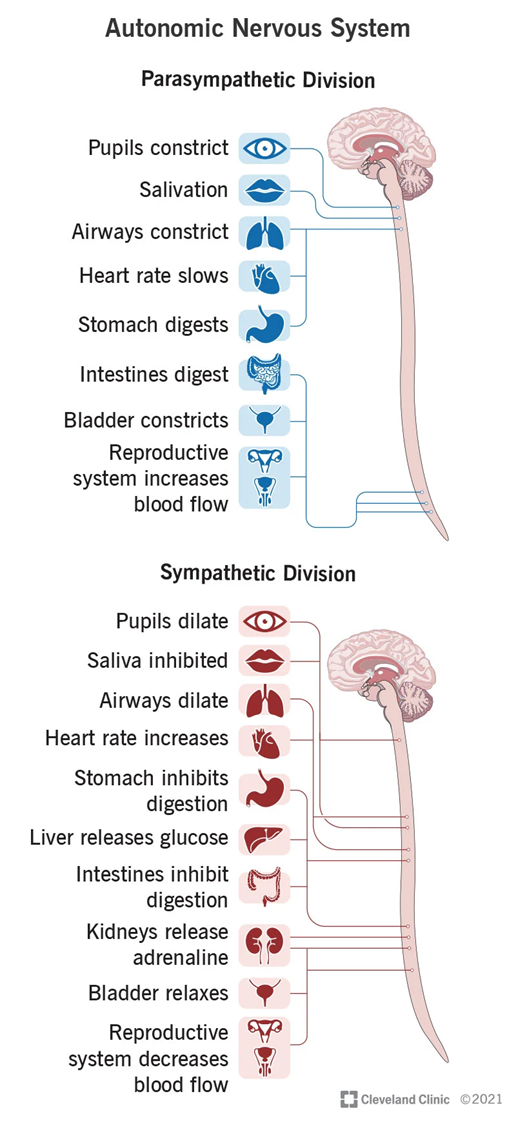 Autonomic Nervous System
Parasympathetic Division
Pupils constrict
Salivation
Airways constrict
Heart rate slows
Stomach digests
Intestines digest
Bladder constricts
Reproductive
system increases
blood flow
Sympathetic Division
Pupils dilate
Saliva inhibited
Airways dilate
Heart rate increases
Stomach inhibits
digestion
Liver releases glucose
Intestines inhibit
digestion
Kidneys release
adrenaline
Bladder relaxes
Reproductive
system decreases
blood flow
Cleveland Clinic ©2021